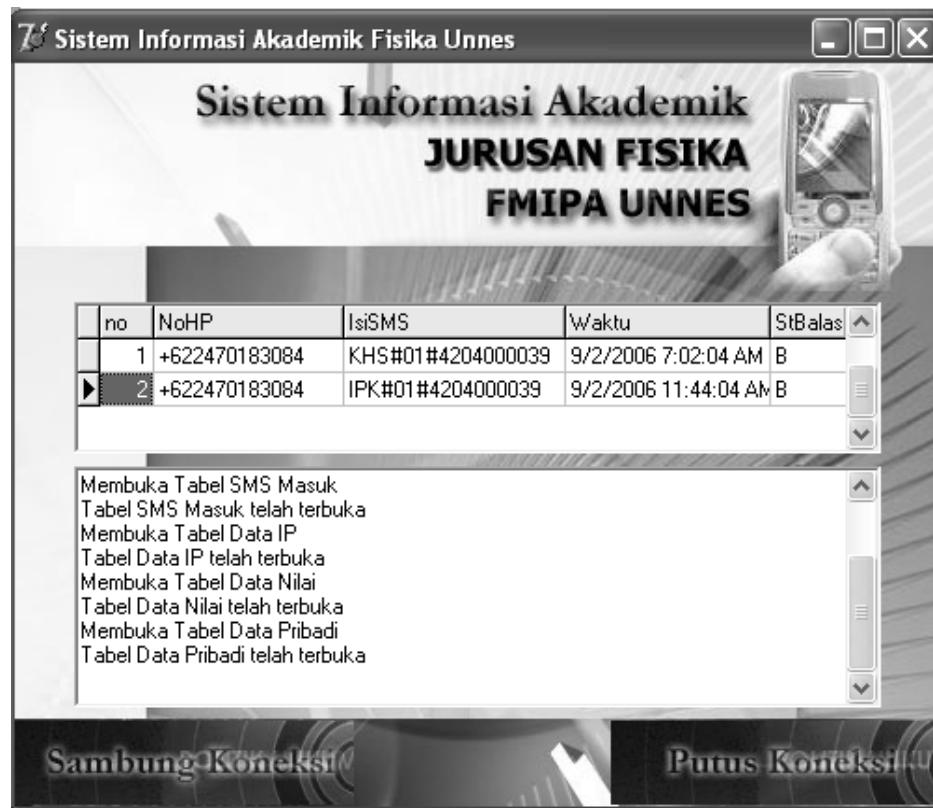 Sistem Informasi Akademik Fisika Unnes
Sistem Informasi Akademik
JURUSAN FISIKA
FMIPA UNNES
no NoHP IsiSMS Waktu StBalas
1 +622470183084 KHS#01#4204000039 9/2/2006 7:02:04 AM B
2 +622470183084 IPK#01#4204000039 9/2/2006 11:44:04 AM B
Membuka Tabel SMS Masuk
Tabel SMS Masuk telah terbuka
Membuka Tabel Data IP
Tabel Data IP telah terbuka
Membuka Tabel Data Nilai
Tabel Data Nilai telah terbuka
Membuka Tabel Data Pribadi
Tabel Data Pribadi telah terbuka
Sambung Koneksi Putus Koneksi